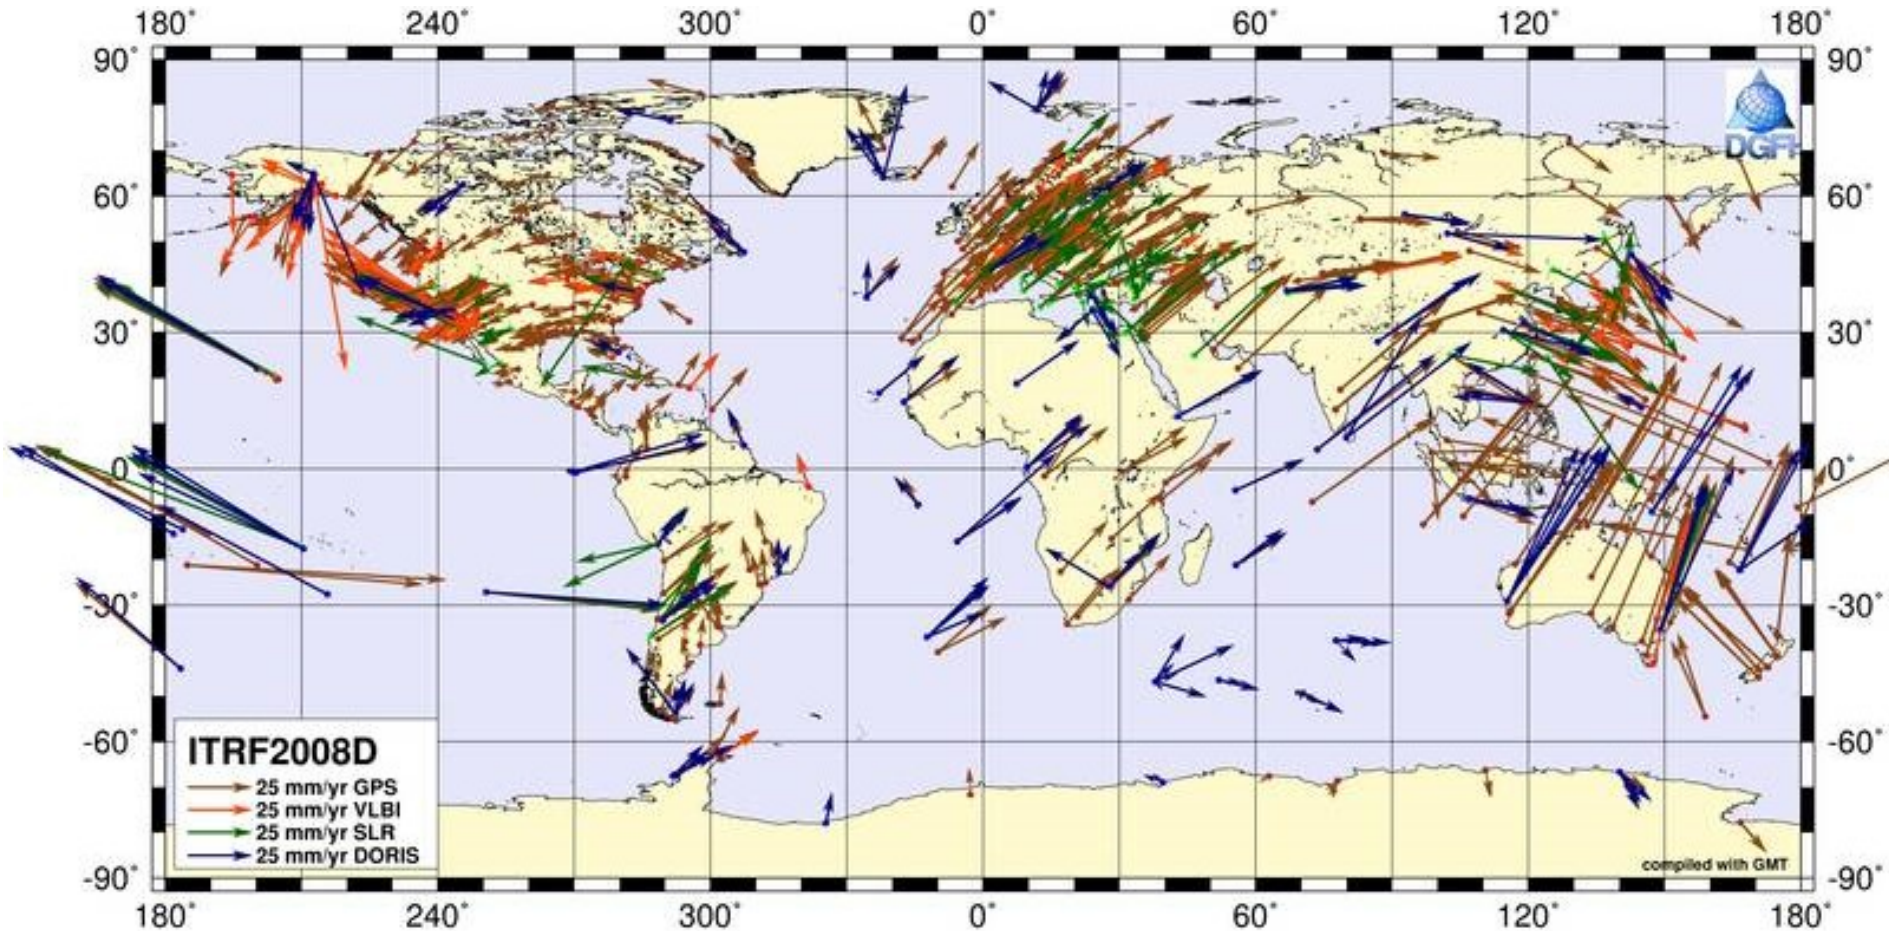 180° 240° 300° 0° 60° 120° 180°
90° 90°
60° 60°
30° 30°
0° 0°
-30° -30°
-60° -60°
-90° -90°
DGFI
ITRF2008D
25 mm/yr GPS
25 mm/yr VLBI
25 mm/yr SLR
25 mm/yr DORIS
compiled with GMT
180° 240° 300° 0° 60° 120° 180°